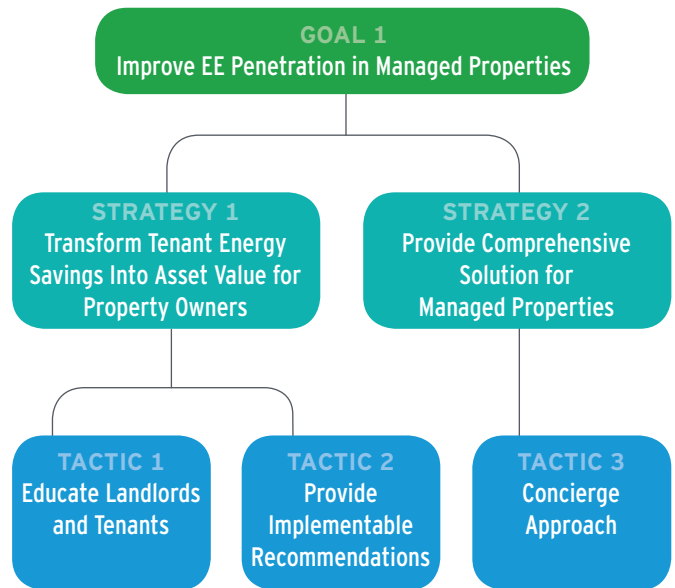 GOAL 1
Improve EE Penetration in Managed Properties
STRATEGY 1
Transform Tenant Energy
Savings Into Asset Value for
Property Owners
STRATEGY 2
Provide Comprehensive
Solution for
Managed Properties
TACTIC 1
Educate Landlords
and Tenants
TACTIC 2
Provide
Implementable
Recommendations
TACTIC 3
Concierge
Approach